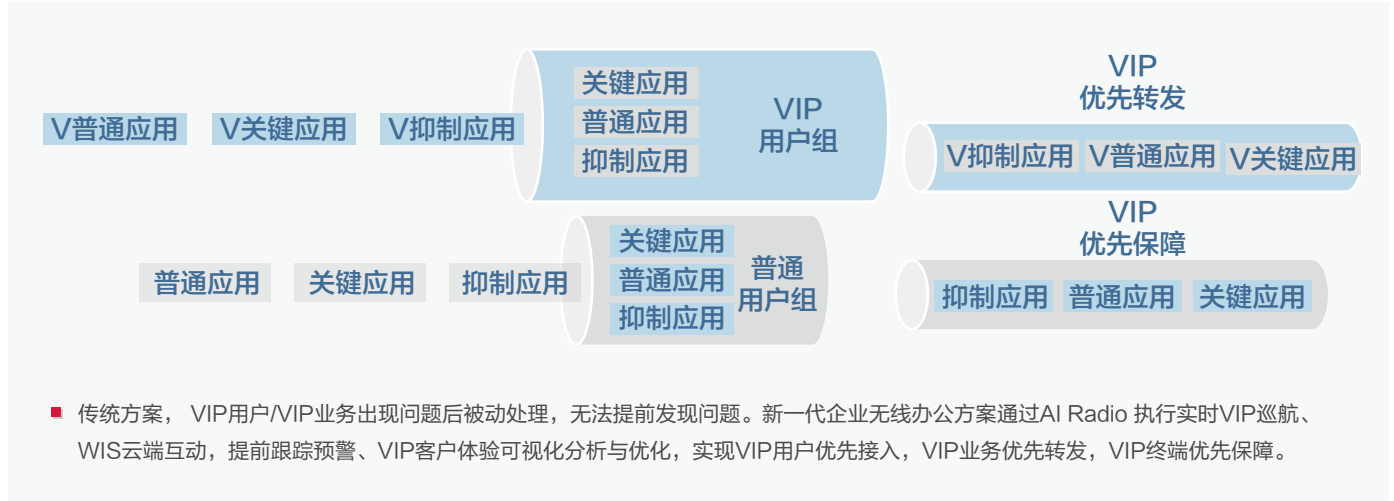 V普通应用
V关键应用
V抑制应用
关键应用
普通应用
抑制应用
VIP
用户组
VIP
优先转发
V抑制应用
V普通应用
V关键应用
普通应用
关键应用
抑制应用
关键应用
普通应用
抑制应用
普通
用户组
VIP
优先保障
抑制应用
普通应用
关键应用
传统方案， VIP用户/VIP业务出现问题后被动处理，无法提前发现问题。新一代企业无线办公方案通过AI Radio 执行实时VIP巡航、
WIS云端互动，提前跟踪预警、VIP客户体验可视化分析与优化，实现VIP用户优先接入，VIP业务优先转发，VIP终端优先保障。